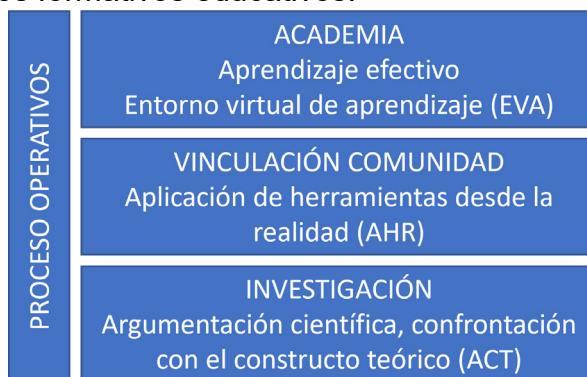 PROCESO OPERATIVOS
ACADEMIA
Aprendizaje efectivo
Entorno virtual de aprendizaje (EVA)
VINCULACIÓN COMUNIDAD
Aplicación de herramientas desde la
realidad (AHR)
INVESTIGACIÓN
Argumentación científica, confrontación
con el constructo teórico (ACT)